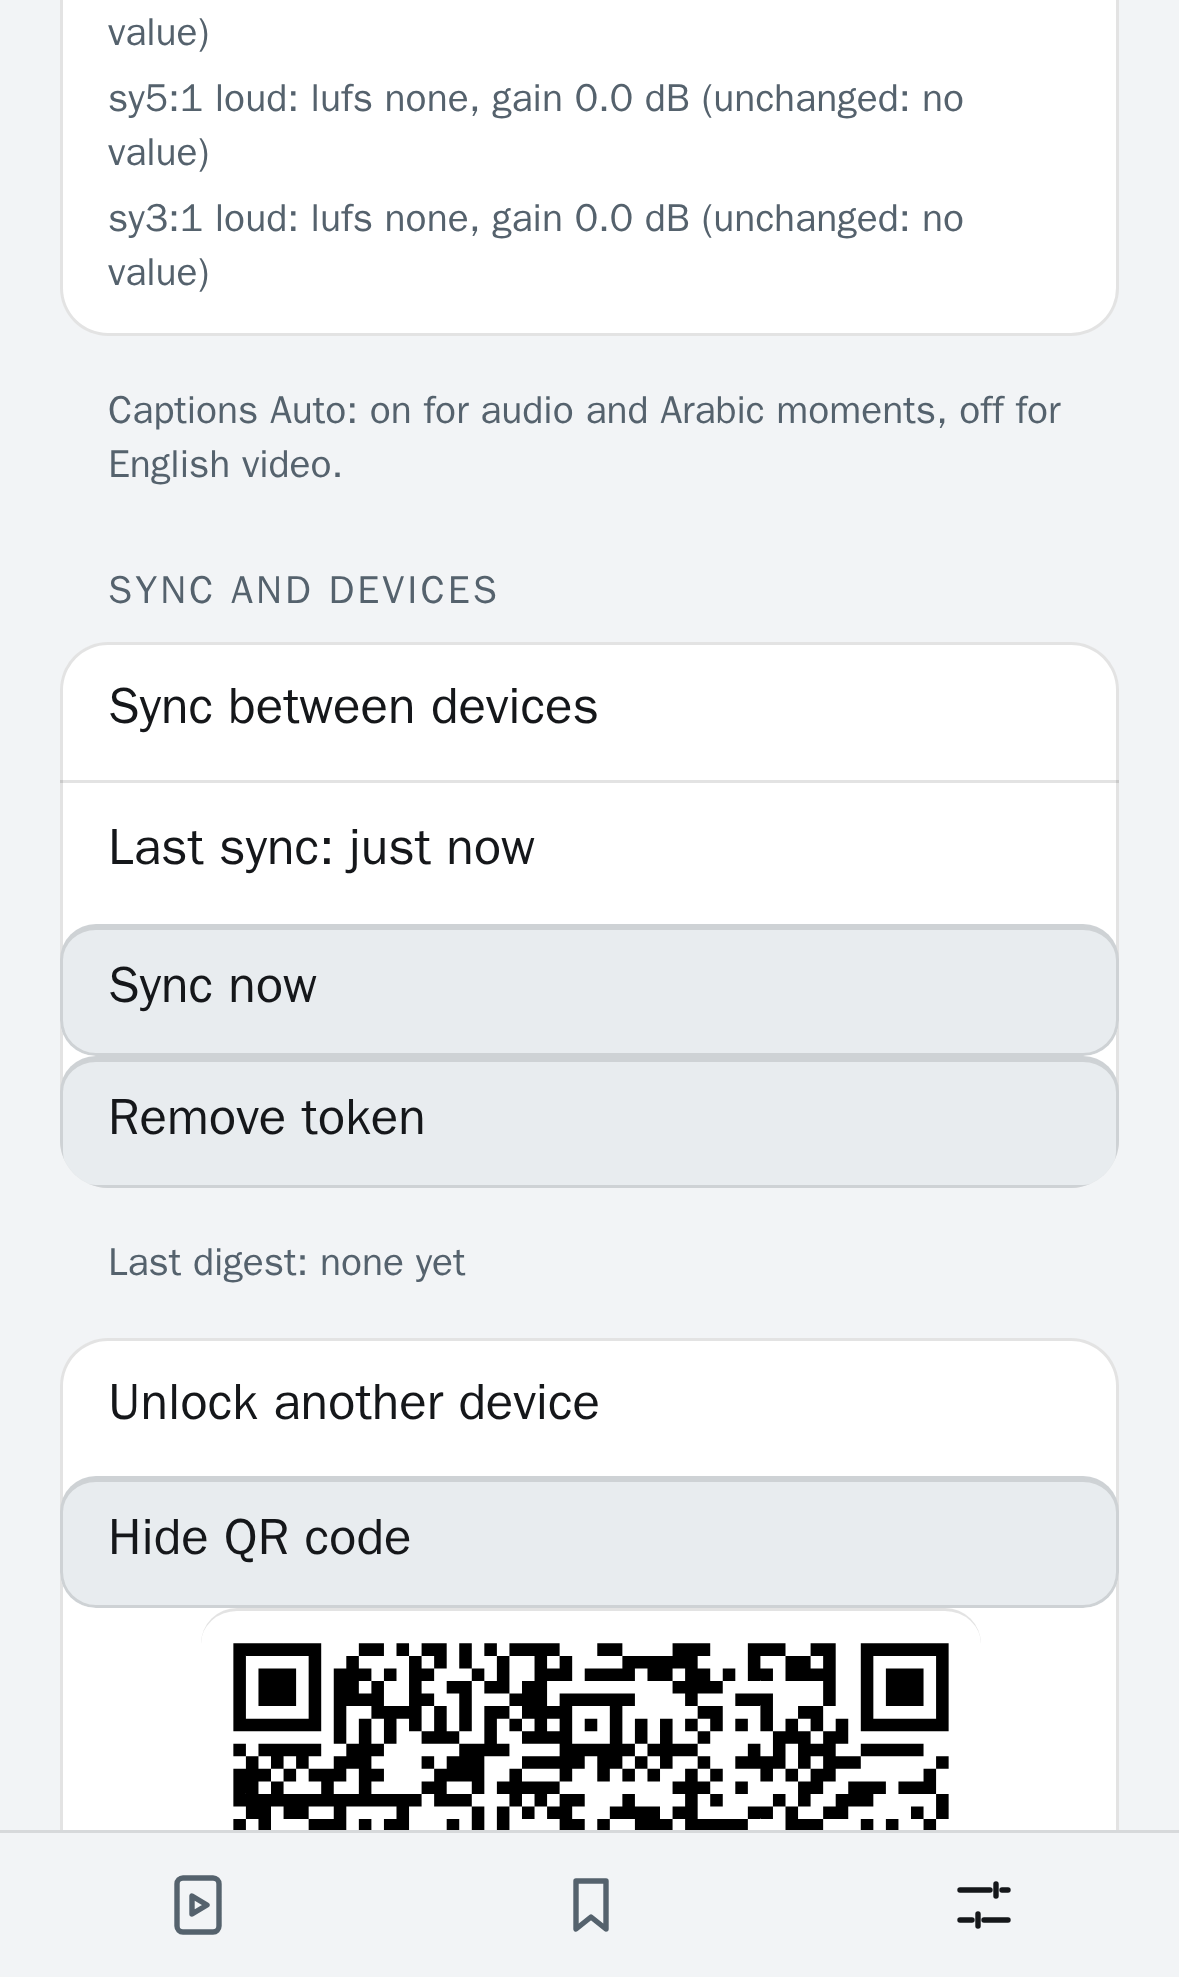 value)
sy5:1 loud: lufs none, gain 0.0 dB (unchanged: no
value)
sy3:1 loud: lufs none, gain 0.0 dB (unchanged: no
value)
Captions Auto: on for audio and Arabic moments, off for
English video.
SYNC AND DEVICES
Sync between devices
Last sync: just now
Sync now
Remove token
Last digest: none yet
Unlock another device
Hide QR code